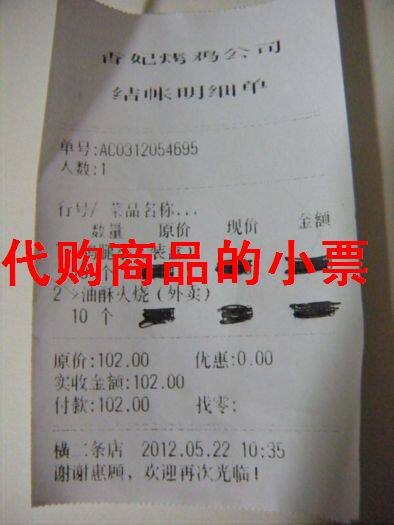 香妃烤鸡公司
结帐明细单
单号:AC0312054695
人数:1
行号/ 菜品名称...
数量 原价 现价 金额
代购商品的小票
2 >油酥火烧(外卖)
10 个
原价:102.00 优惠:0.00
实收金额:102.00
付款:102.00 找零:
横二条店 2012.05.22 10:35
谢谢惠顾，欢迎再次光临!